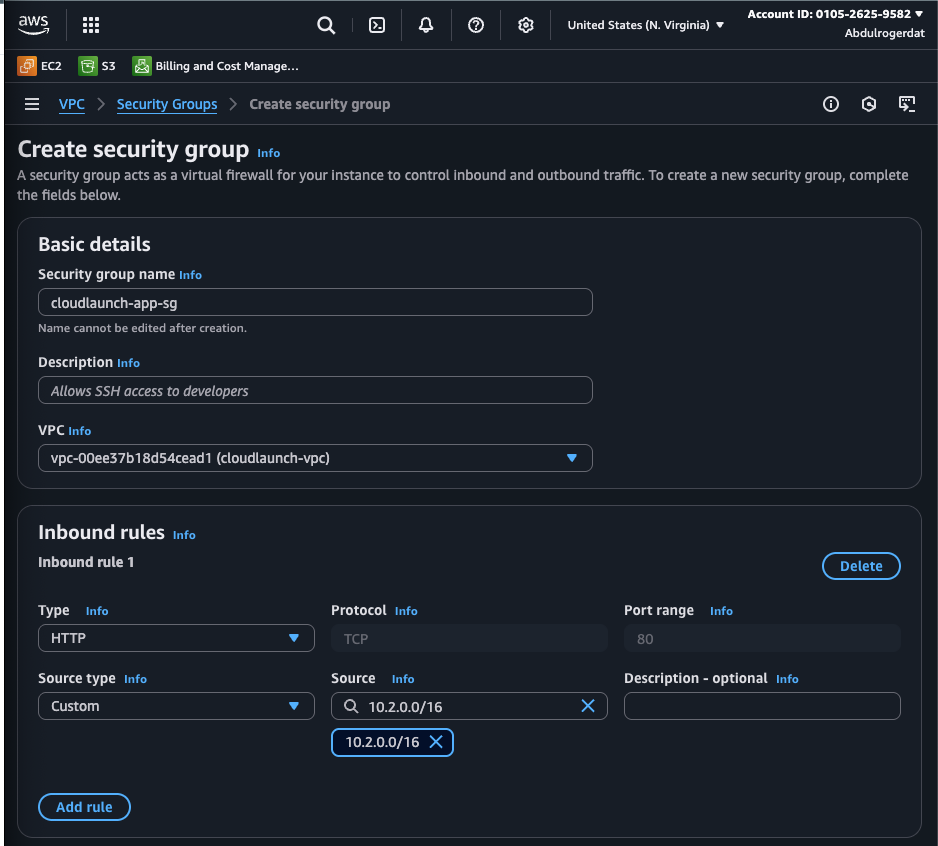 aws
United States (N. Virginia)
Account ID: 0105-2625-9582
Abdulrogerdat
EC2 S3 Billing and Cost Manage...
VPC Security Groups Create security group
Create security group Info
A security group acts as a virtual firewall for your instance to control inbound and outbound traffic. To create a new security group, complete
the fields below.
Basic details
Security group name Info
cloudlaunch-app-sg
Name cannot be edited after creation.
Description Info
Allows SSH access to developers
VPC Info
vpc-00ee37b18d54cead1 (cloudlaunch-vpc)
Inbound rules Info
Inbound rule 1
Delete
Type Info Protocol Info Port range Info
HTTP TCP 80
Source type Info Source Info Description - optional Info
Custom 10.2.0.0/16
10.2.0.0/16
Add rule